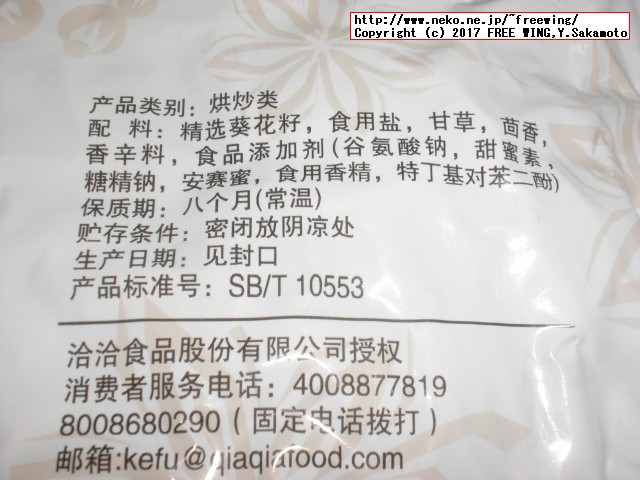 http://www.neko.ne.jp/~freewing/
Copyright (c) 2017 FREE WING,Y.Sakamoto
产品类别：烘炒类
配 料：精选葵花籽，食用盐，甘草，茴香，
香辛料，食品添加剂(谷氨酸钠，甜蜜素，
糖精钠，安赛蜜，食用香精，特丁基对苯二酚)
保质期：八个月(常温)
贮存条件：密闭放阴凉处
生产日期：见封口
产品标准号：SB/T 10553
洽洽食品股份有限公司授权
消费者服务电话：4008877819
8008680290（固定电话拨打）
邮箱:kefu@qiaqiafood.com